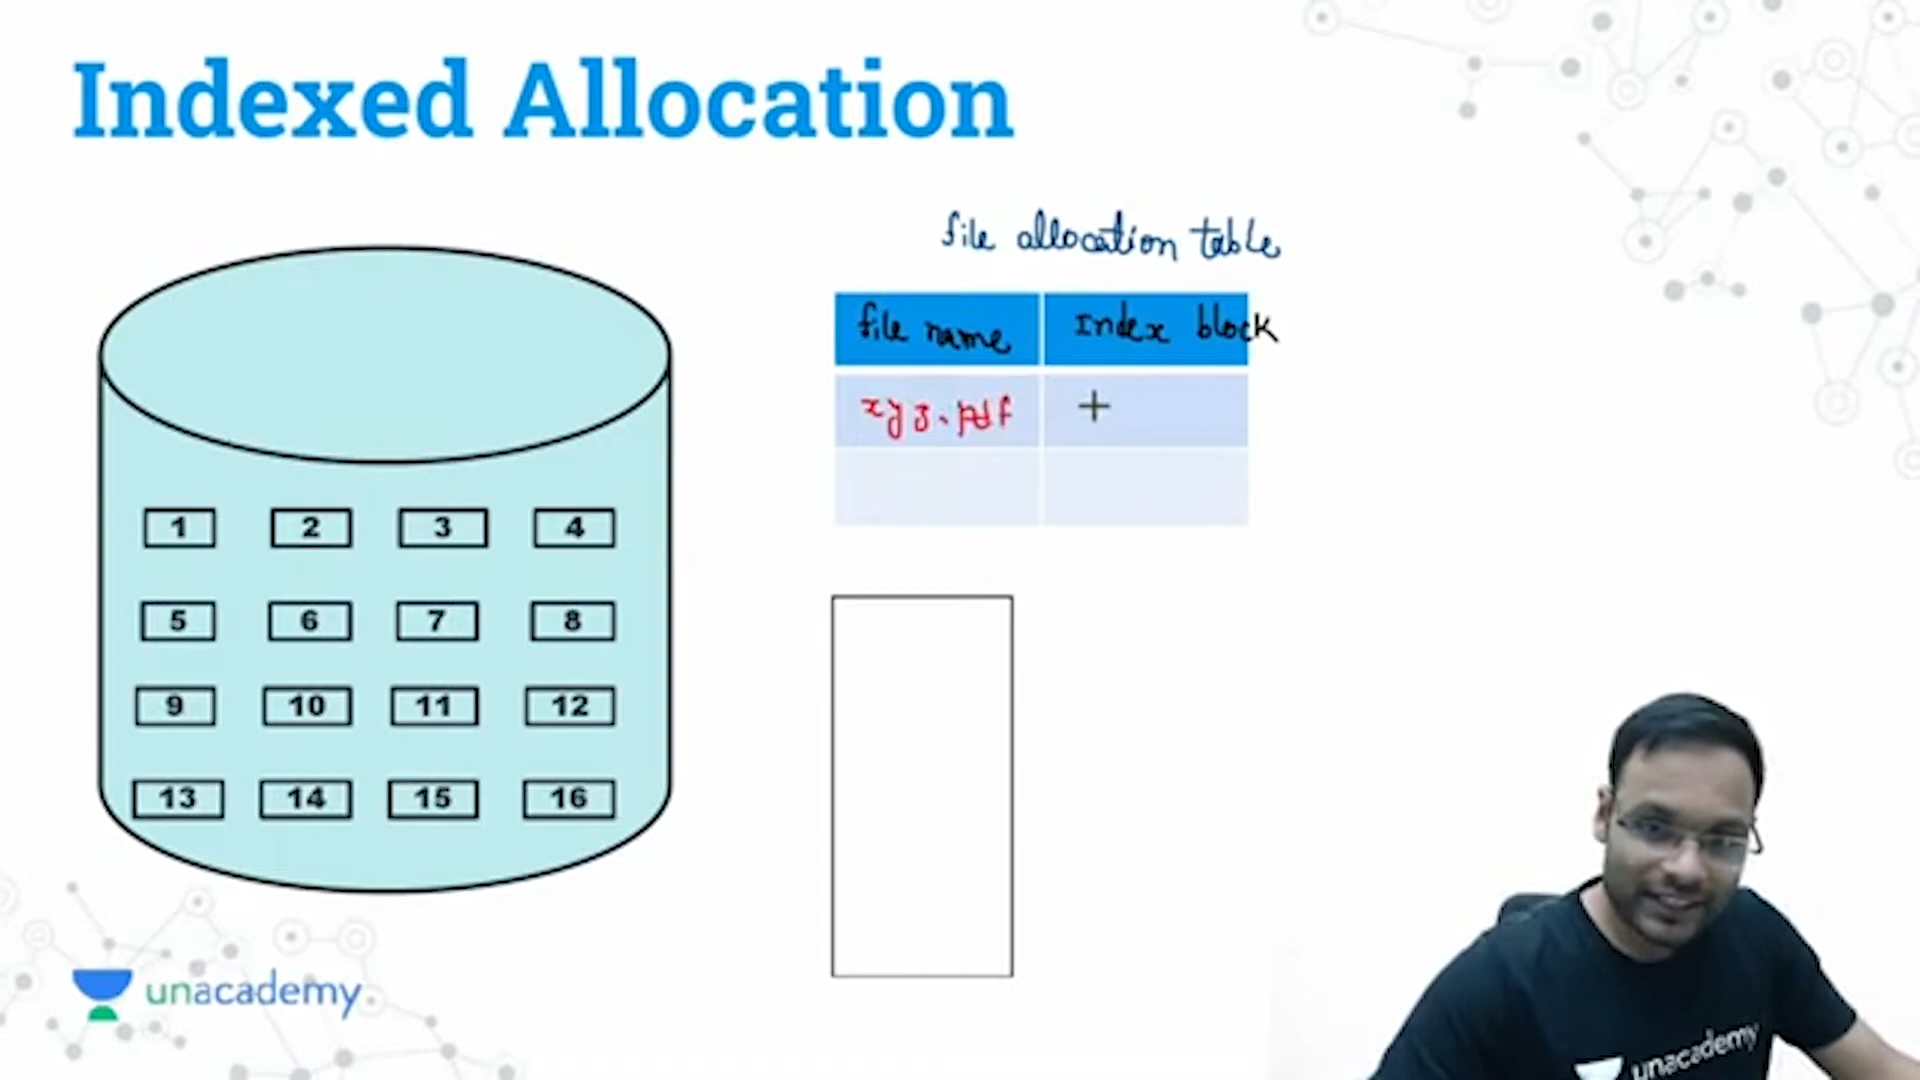 Indexed Allocation
file allocation table
file name Index block
xyz.pdf
1 2 3 4
5 6 7 8
9 10 11 12
13 14 15 16
unacademy
unacademy